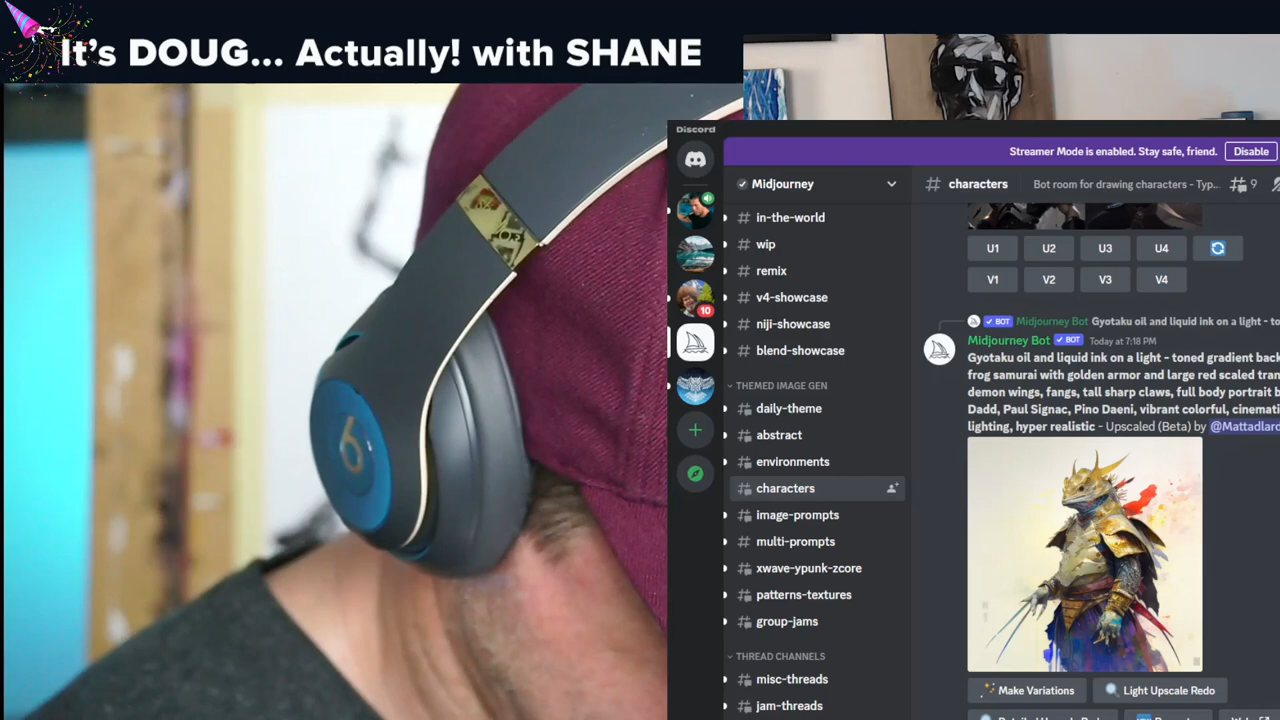 It's DOUG... Actually! with SHANE
Discord
Streamer Mode is enabled. Stay safe, friend.
Disable
Midjourney
characters
Bot room for drawing characters - Typ...
9
in-the-world
wip
remix
v4-showcase
niji-showcase
blend-showcase
THEMED IMAGE GEN
daily-theme
abstract
environments
characters
image-prompts
multi-prompts
xwave-ypunk-zcore
patterns-textures
group-jams
THREAD CHANNELS
misc-threads
jam-threads
10
U1 U2 U3 U4
V1 V2 V3 V4
BOT Midjourney Bot Gyotaku oil and liquid ink on a light - to
Midjourney Bot BOT Today at 7:18 PM
Gyotaku oil and liquid ink on a light - toned gradient back
frog samurai with golden armor and large red scaled tran
demon wings, fangs, tall sharp claws, full body portrait b
Dadd, Paul Signac, Pino Daeni, vibrant colorful, cinemati
lighting, hyper realistic - Upscaled (Beta) by @Mattadlard
Make Variations
Light Upscale Redo